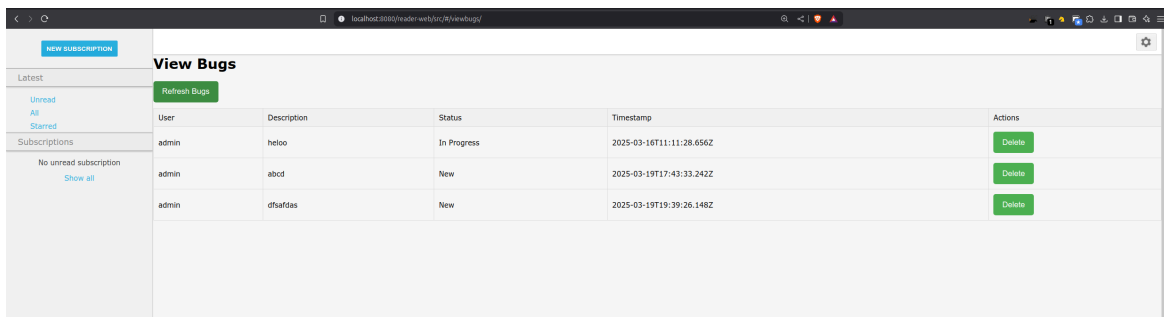 localhost:8080/reader-web/src/#/viewbugs/
NEW SUBSCRIPTION
Latest
Unread
All
Starred
Subscriptions
No unread subscription
Show all
View Bugs
Refresh Bugs
User Description Status Timestamp Actions
admin heloo In Progress 2025-03-16T11:11:28.656Z Delete
admin abcd New 2025-03-19T17:43:33.242Z Delete
admin dfsafdas New 2025-03-19T19:39:26.148Z Delete